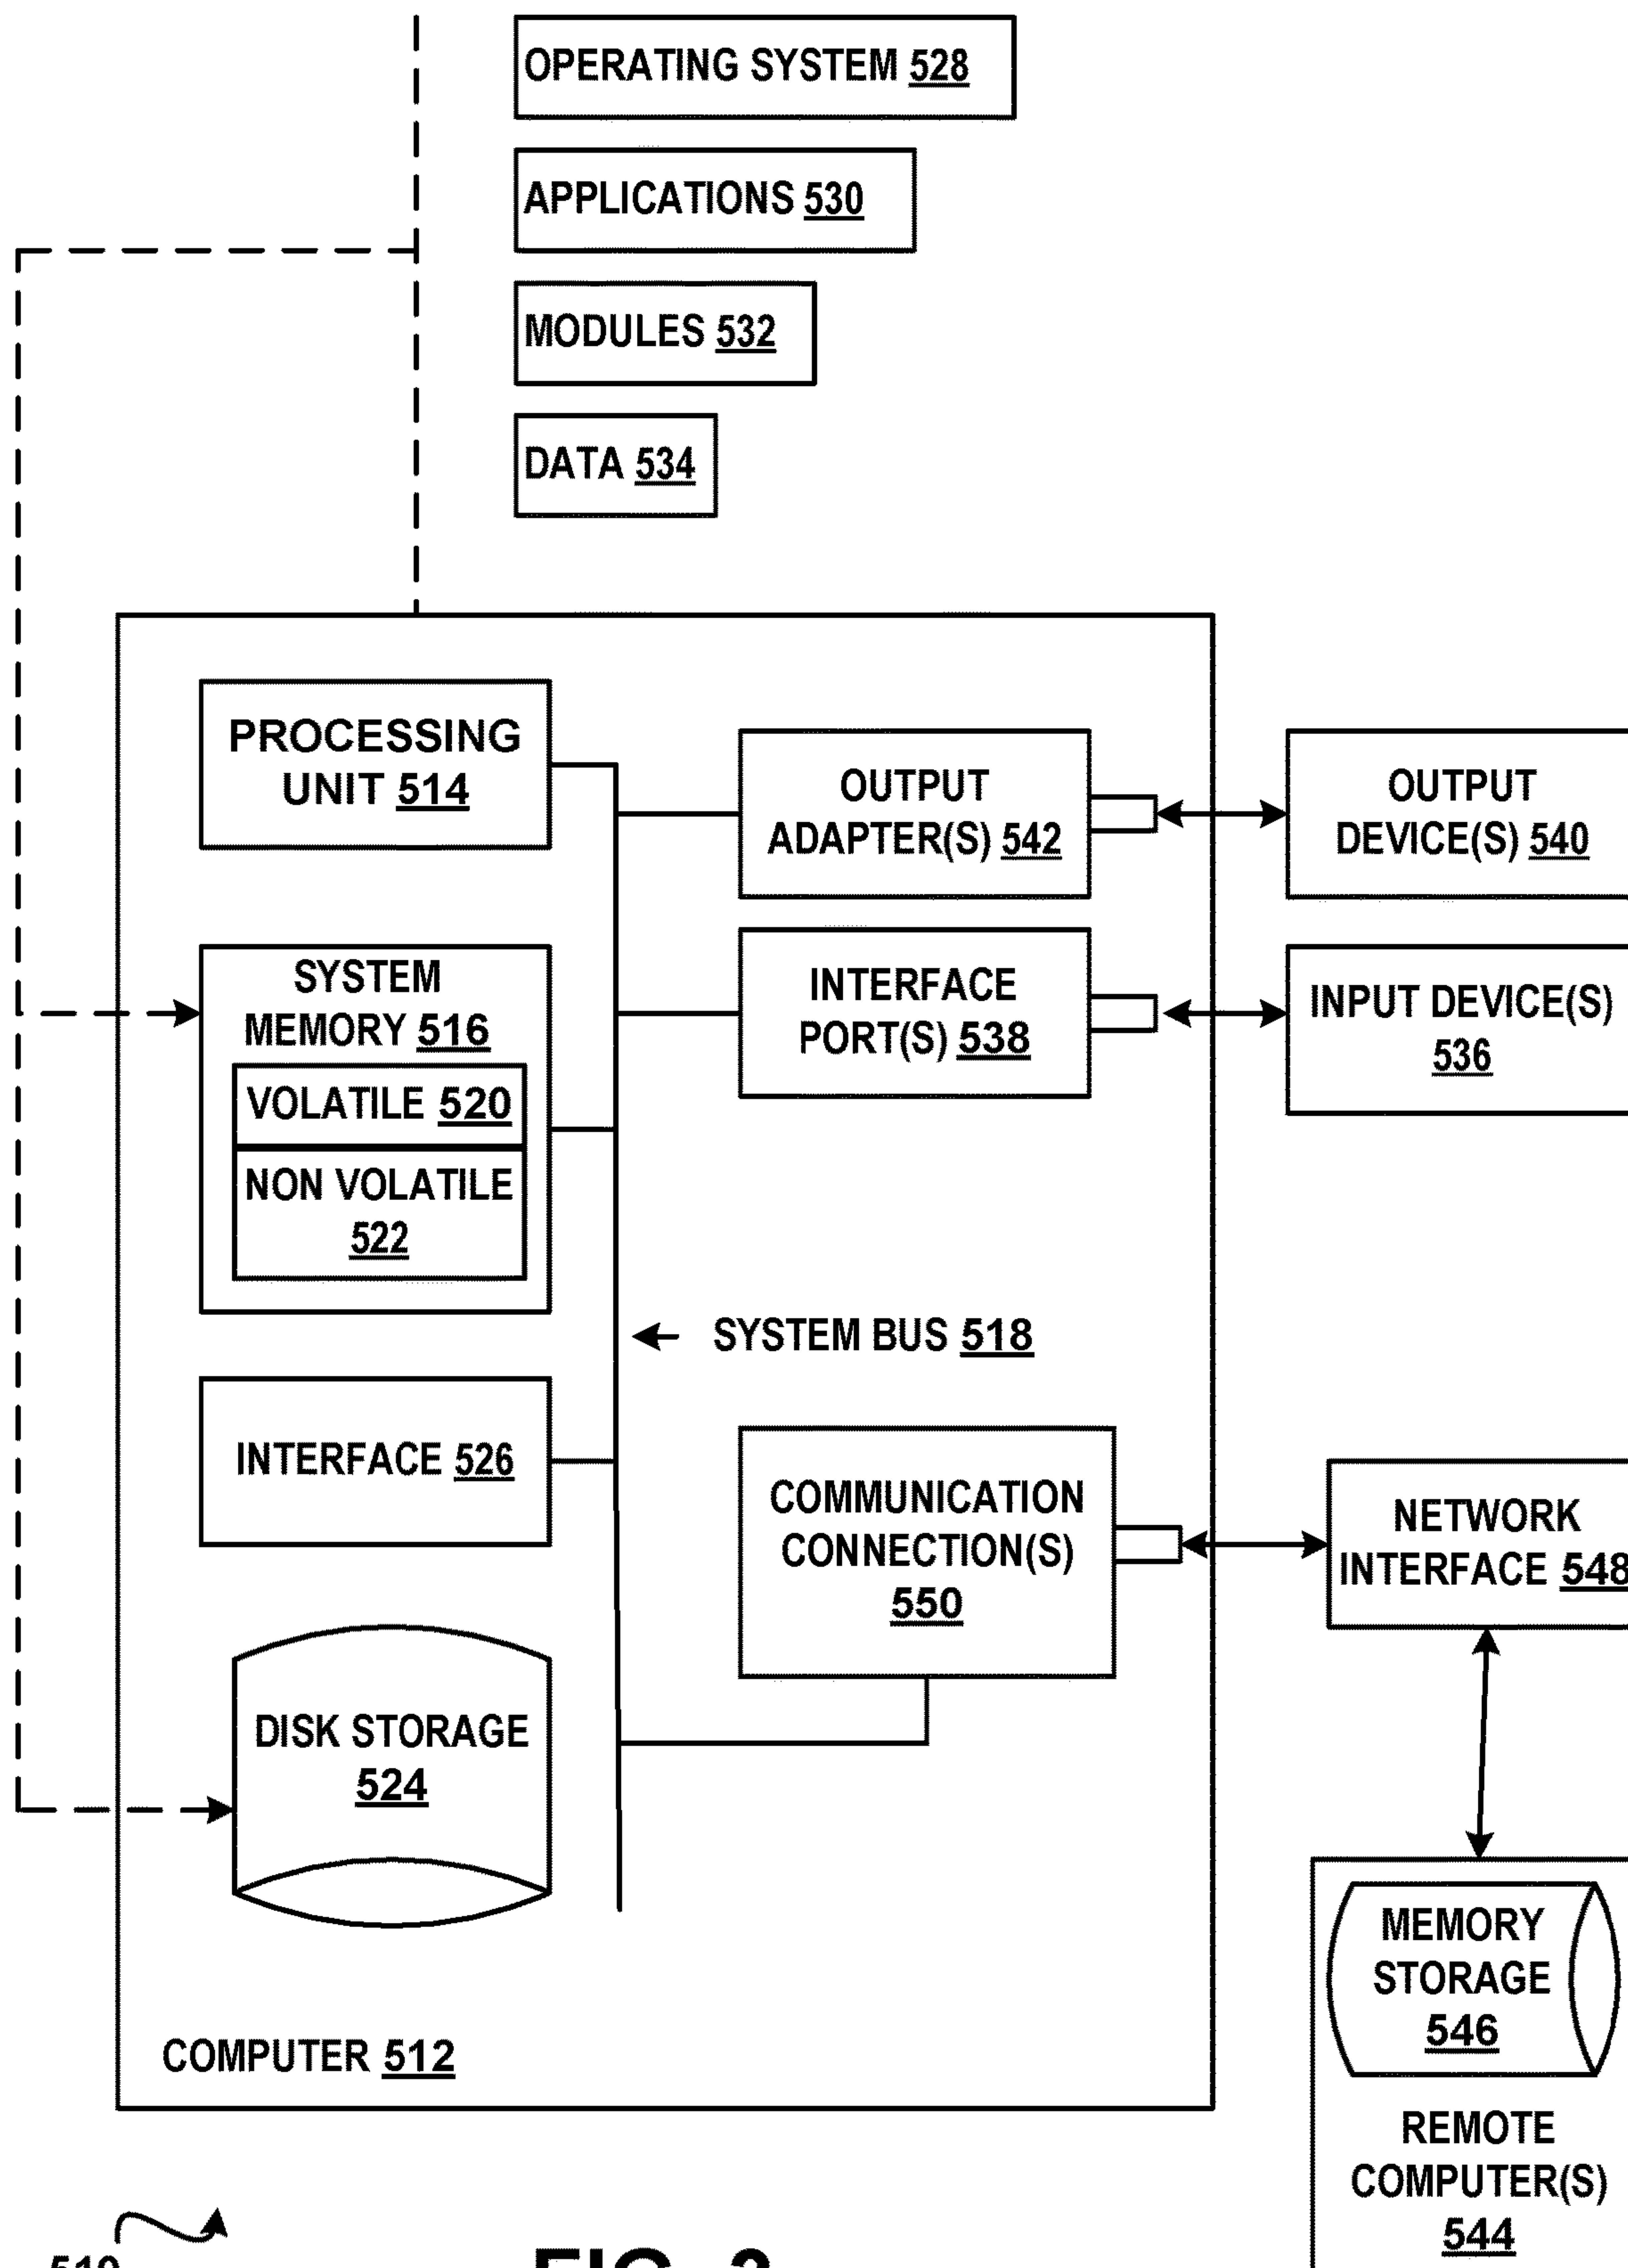 OPERATING SYSTEM 528
APPLICATIONS 530
MODULES 532
DATA 534
PROCESSING
UNIT 514
OUTPUT
ADAPTER(S) 542
OUTPUT
DEVICE(S) 540
SYSTEM
MEMORY 516
VOLATILE 520
NON VOLATILE
522
INTERFACE
PORT(S) 538
INPUT DEVICE(S)
536
SYSTEM BUS 518
INTERFACE 526
COMMUNICATION
CONNECTION(S)
550
NETWORK
INTERFACE 548
DISK STORAGE
524
MEMORY
STORAGE
546
COMPUTER 512
REMOTE
COMPUTER(S)
544
FIG.